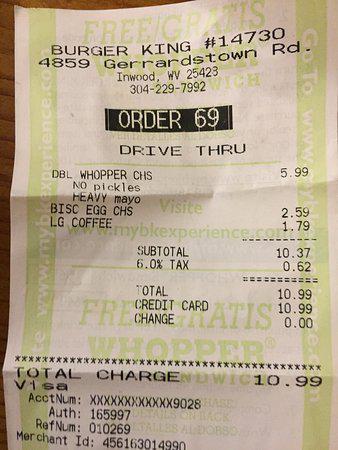 FREE/GRATIS
BURGER KING #14730
4859 Gerrardstown Rd.
Inwood, WV 25423
304-229-7992
ORDER 69
DRIVE THRU
DBL WHOPPER CHS 5.99
NO pickles
HEAVY mayo
BISC EGG CHS 2.59
LG COFFEE 1.79
Visite
www.mybkexperience.com
SUBTOTAL 10.37
6.0% TAX 0.62
TOTAL 10.99
CREDIT CARD 10.99
CHANGE 0.00
FREE/GRATIS
WHOPPER®
TOTAL CHARGE 10.99
Visa
AcctNum: XXXXXXXXXXXX9028
Auth: 165997
RefNum: 010269
Merchant Id: 456163014990